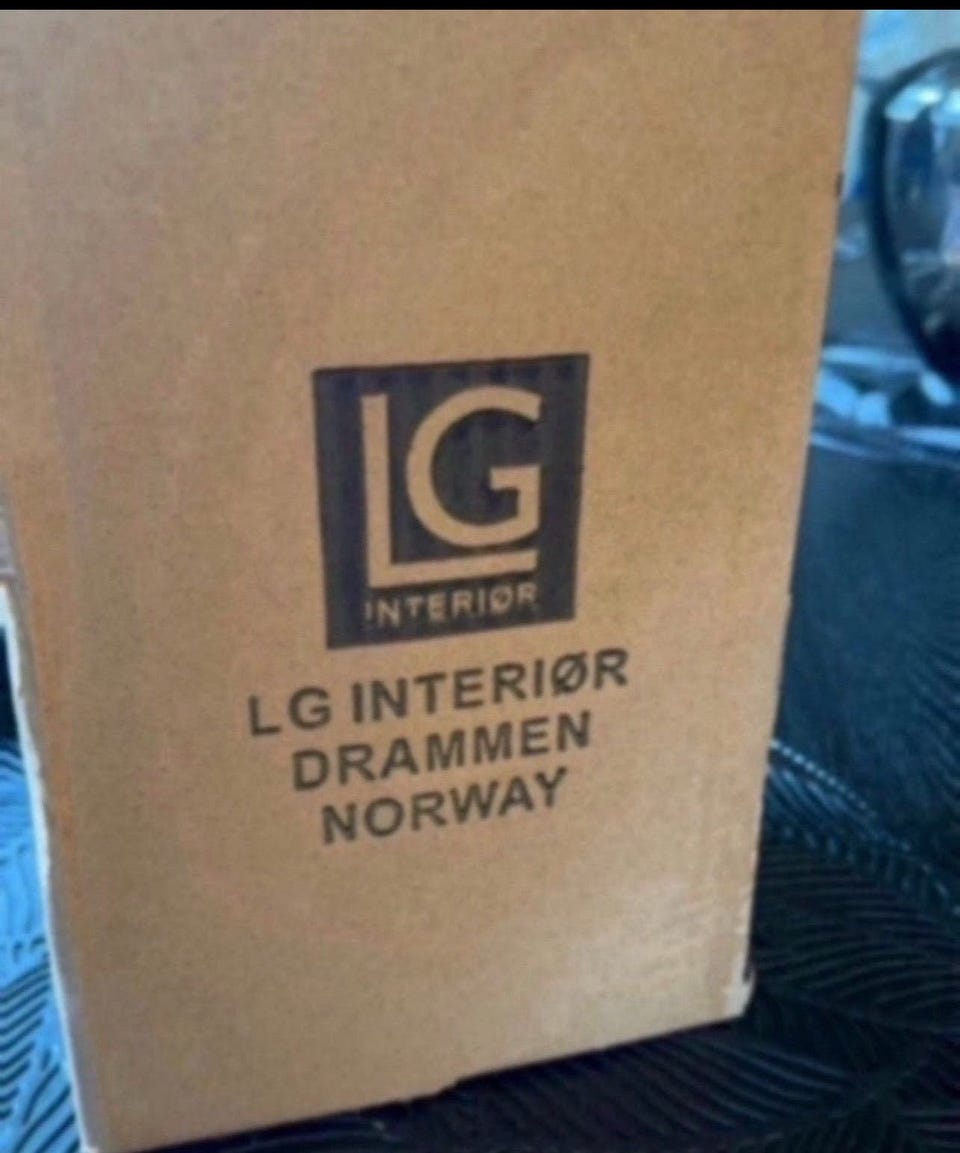 LG
INTERIØR
LG INTERIØR
DRAMMEN
NORWAY